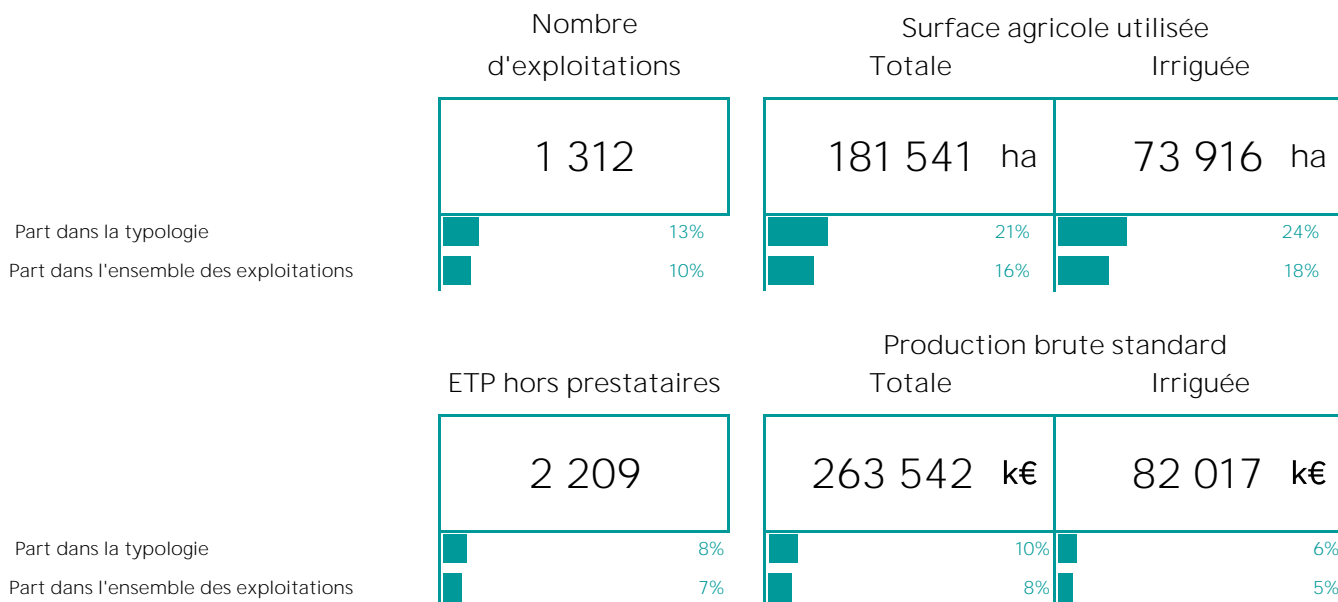 Nombre
d'exploitations
Surface agricole utilisée
Totale Irriguée
1 312 181 541 ha 73 916 ha
Part dans la typologie 13% 21% 24%
Part dans l'ensemble des exploitations 10% 16% 18%
Production brute standard
ETP hors prestataires Totale Irriguée
2 209 263 542 k€ 82 017 k€
Part dans la typologie 8% 10% 6%
Part dans l'ensemble des exploitations 7% 8% 5%